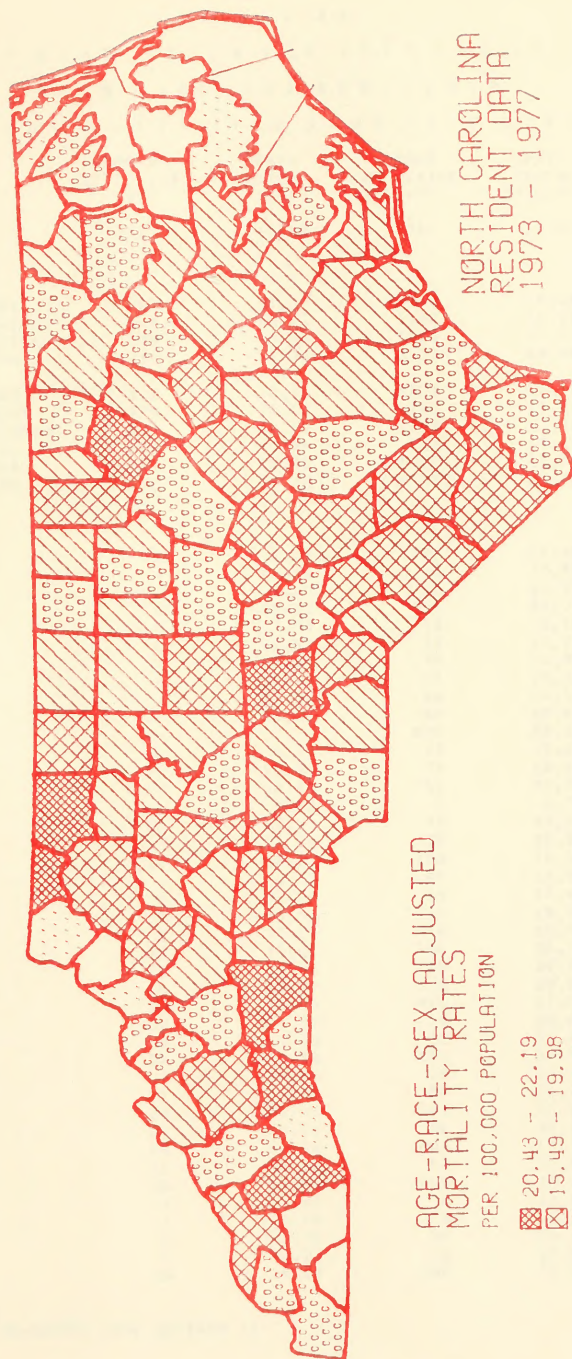 AGE-RACE-SEX ADJUSTED
MORTALITY RATES
PER 100,000 POPULATION
20.43 - 22.19
15.49 - 19.98
NORTH CAROLINA
RESIDENT DATA
1973 - 1977